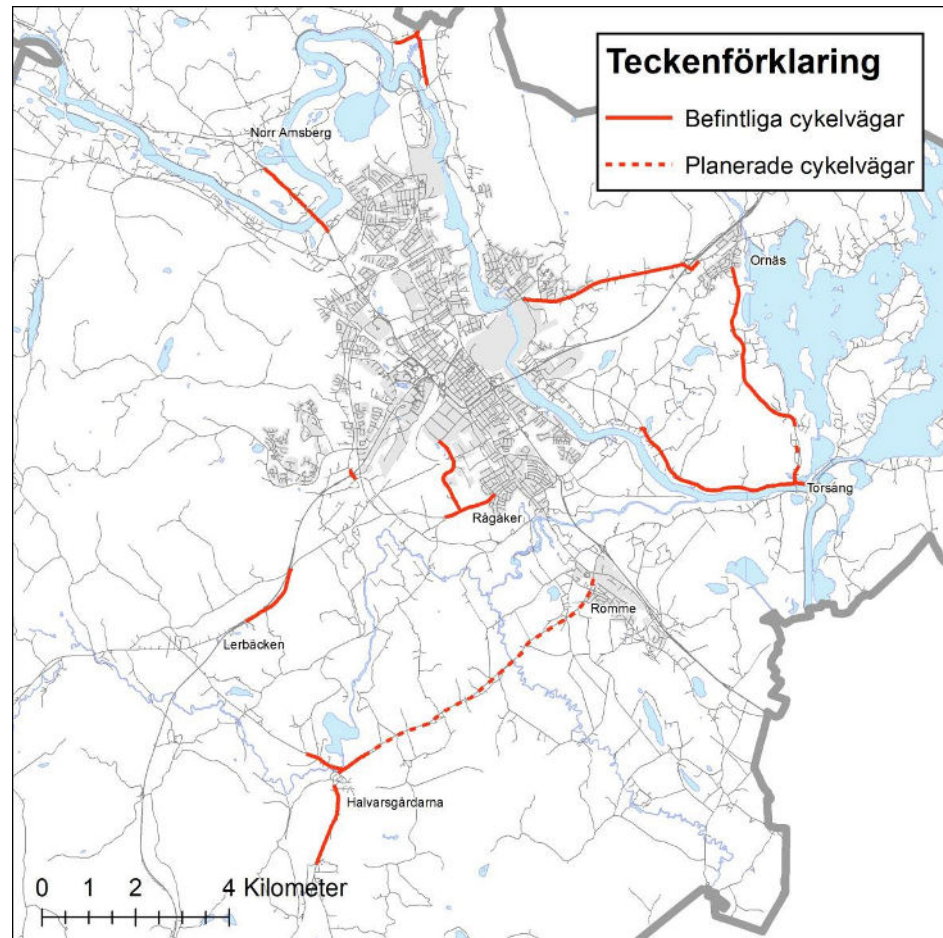 Teckenförklaring
Befintliga cykelvägar
Planerade cykelvägar
Norr Amsberg
Ornäs
Torsång
Rågåker
Romme
Lerbäcken
Halvarsgårdarna
0 1 2 4 Kilometer